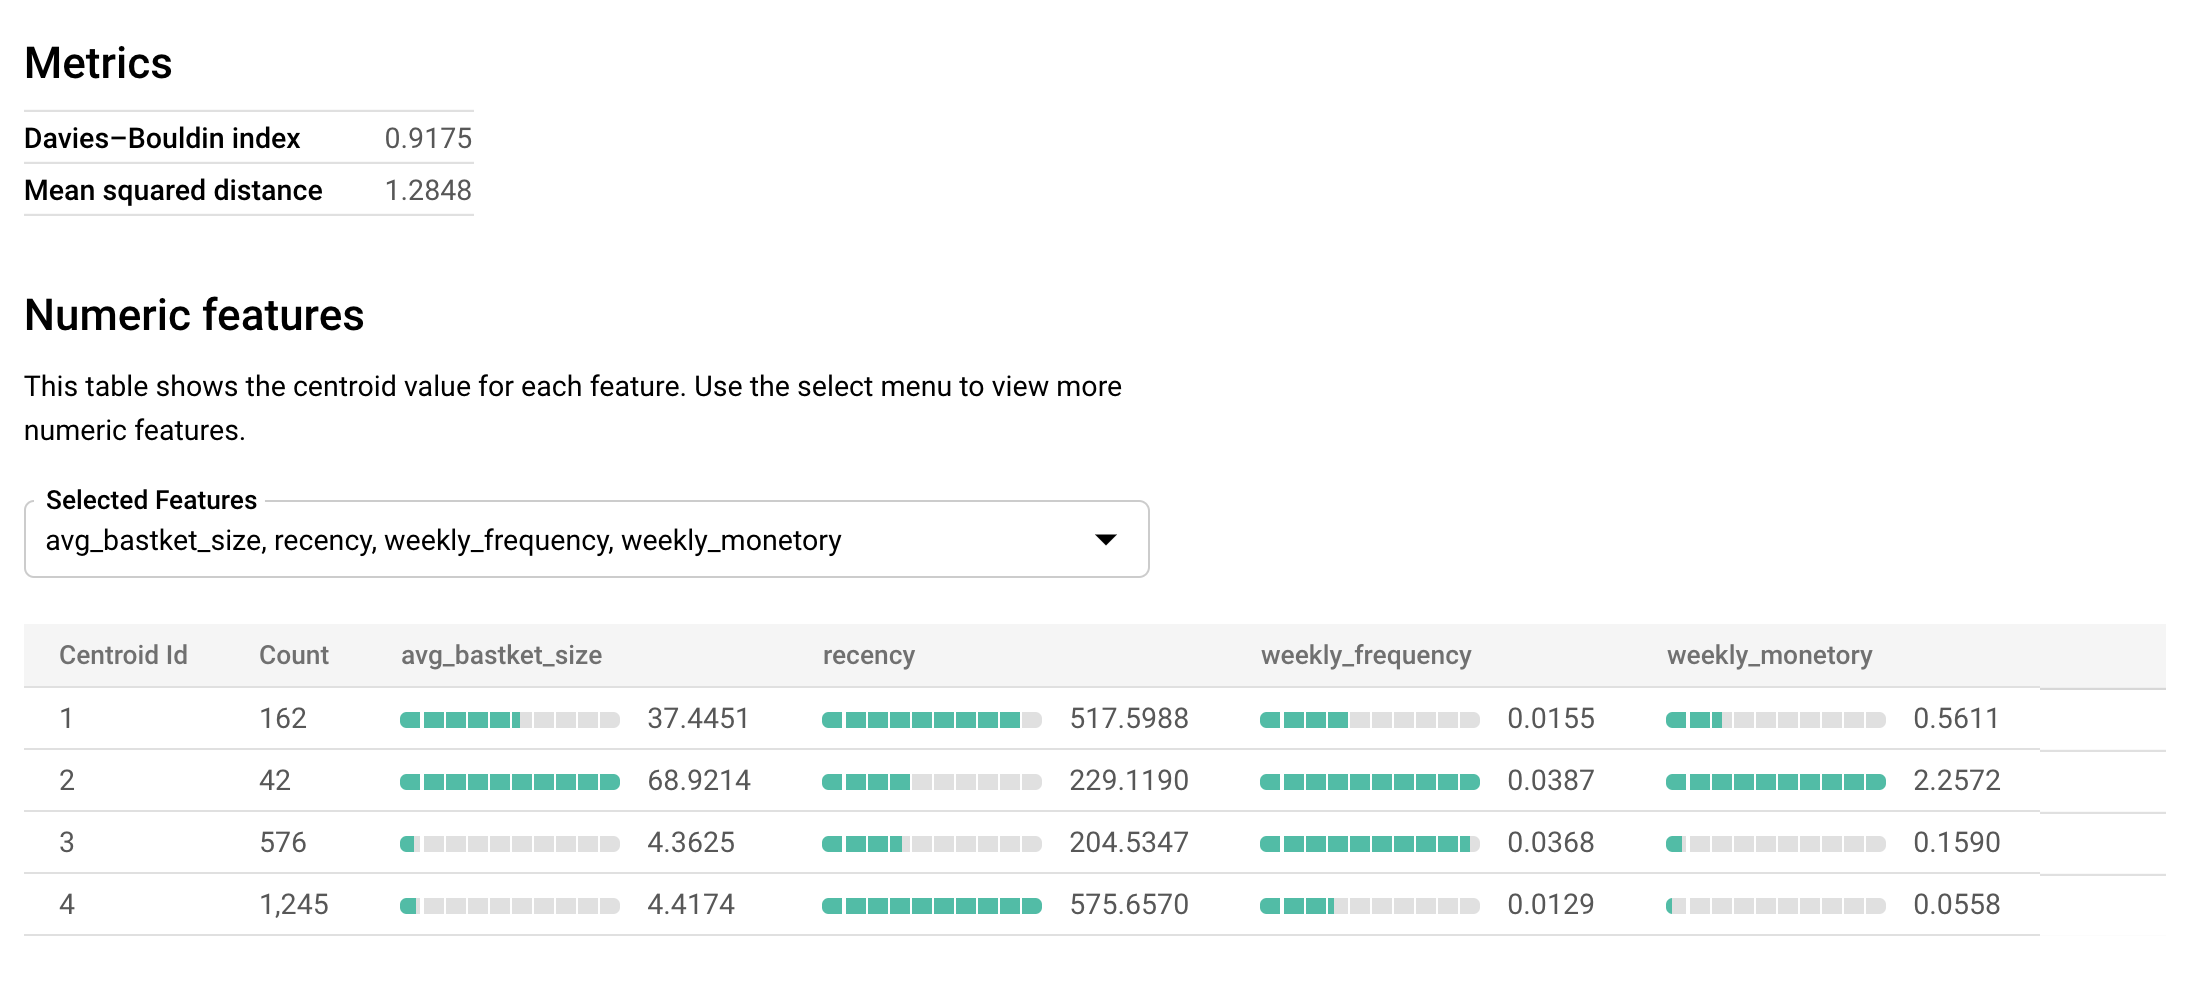 Metrics
Davies–Bouldin index 0.9175
Mean squared distance 1.2848
Numeric features
This table shows the centroid value for each feature. Use the select menu to view more
numeric features.
Selected Features
avg_bastket_size, recency, weekly_frequency, weekly_monetory
Centroid Id Count avg_bastket_size recency weekly_frequency weekly_monetory
1 162 37.4451 517.5988 0.0155 0.5611
2 42 68.9214 229.1190 0.0387 2.2572
3 576 4.3625 204.5347 0.0368 0.1590
4 1,245 4.4174 575.6570 0.0129 0.0558